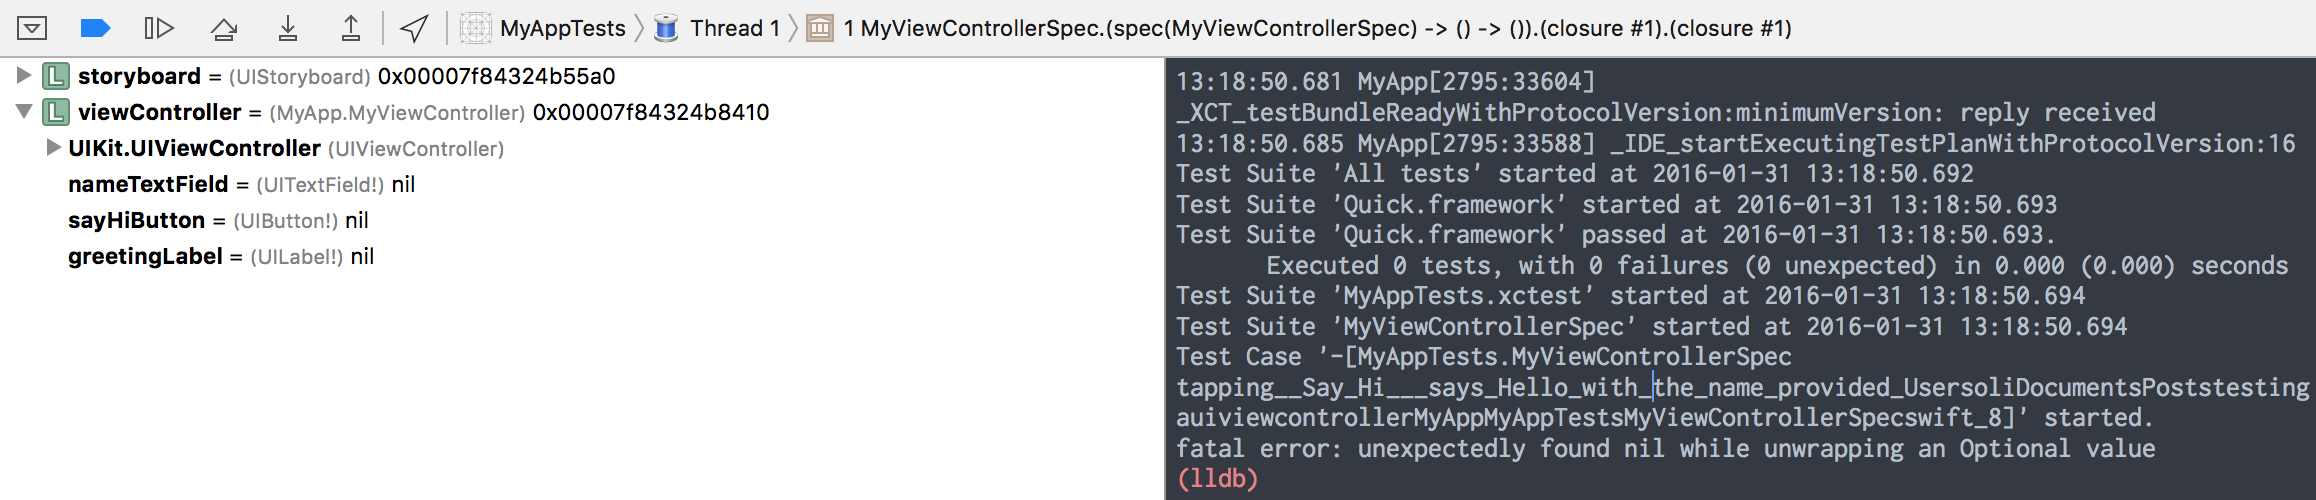 MyAppTests Thread 1 1 MyViewControllerSpec.(spec(MyViewControllerSpec) -> () -> ()).(closure #1).(closure #1)
L storyboard = (UIStoryboard) 0x00007f84324b55a0
L viewController = (MyApp.MyViewController) 0x00007f84324b8410
UIKit.UIViewController (UIViewController)
nameTextField = (UITextField!) nil
sayHiButton = (UIButton!) nil
greetingLabel = (UILabel!) nil
13:18:50.681 MyApp[2795:33604]
_XCT_testBundleReadyWithProtocolVersion:minimumVersion: reply received
13:18:50.685 MyApp[2795:33588] _IDE_startExecutingTestPlanWithProtocolVersion:16
Test Suite 'All tests' started at 2016-01-31 13:18:50.692
Test Suite 'Quick.framework' started at 2016-01-31 13:18:50.693
Test Suite 'Quick.framework' passed at 2016-01-31 13:18:50.693.
Executed 0 tests, with 0 failures (0 unexpected) in 0.000 (0.000) seconds
Test Suite 'MyAppTests.xctest' started at 2016-01-31 13:18:50.694
Test Suite 'MyViewControllerSpec' started at 2016-01-31 13:18:50.694
Test Case '-[MyAppTests.MyViewControllerSpec
tapping__Say_Hi___says_Hello_with_the_name_provided_UsersoliDocumentsPoststesting
auiviewcontrollerMyAppMyAppTestsMyViewControllerSpecswift_8]' started.
fatal error: unexpectedly found nil while unwrapping an Optional value
(lldb)